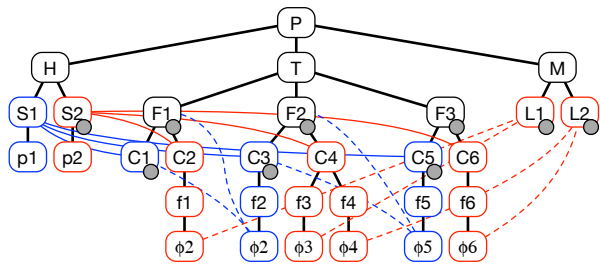 P
H T M
S1 S2 F1 F2 F3 L1 L2
p1 p2 C1 C2 C3 C4 C5 C6
f1 f2 f3 f4 f5 f6
ϕ2 ϕ2 ϕ3 ϕ4 ϕ5 ϕ6